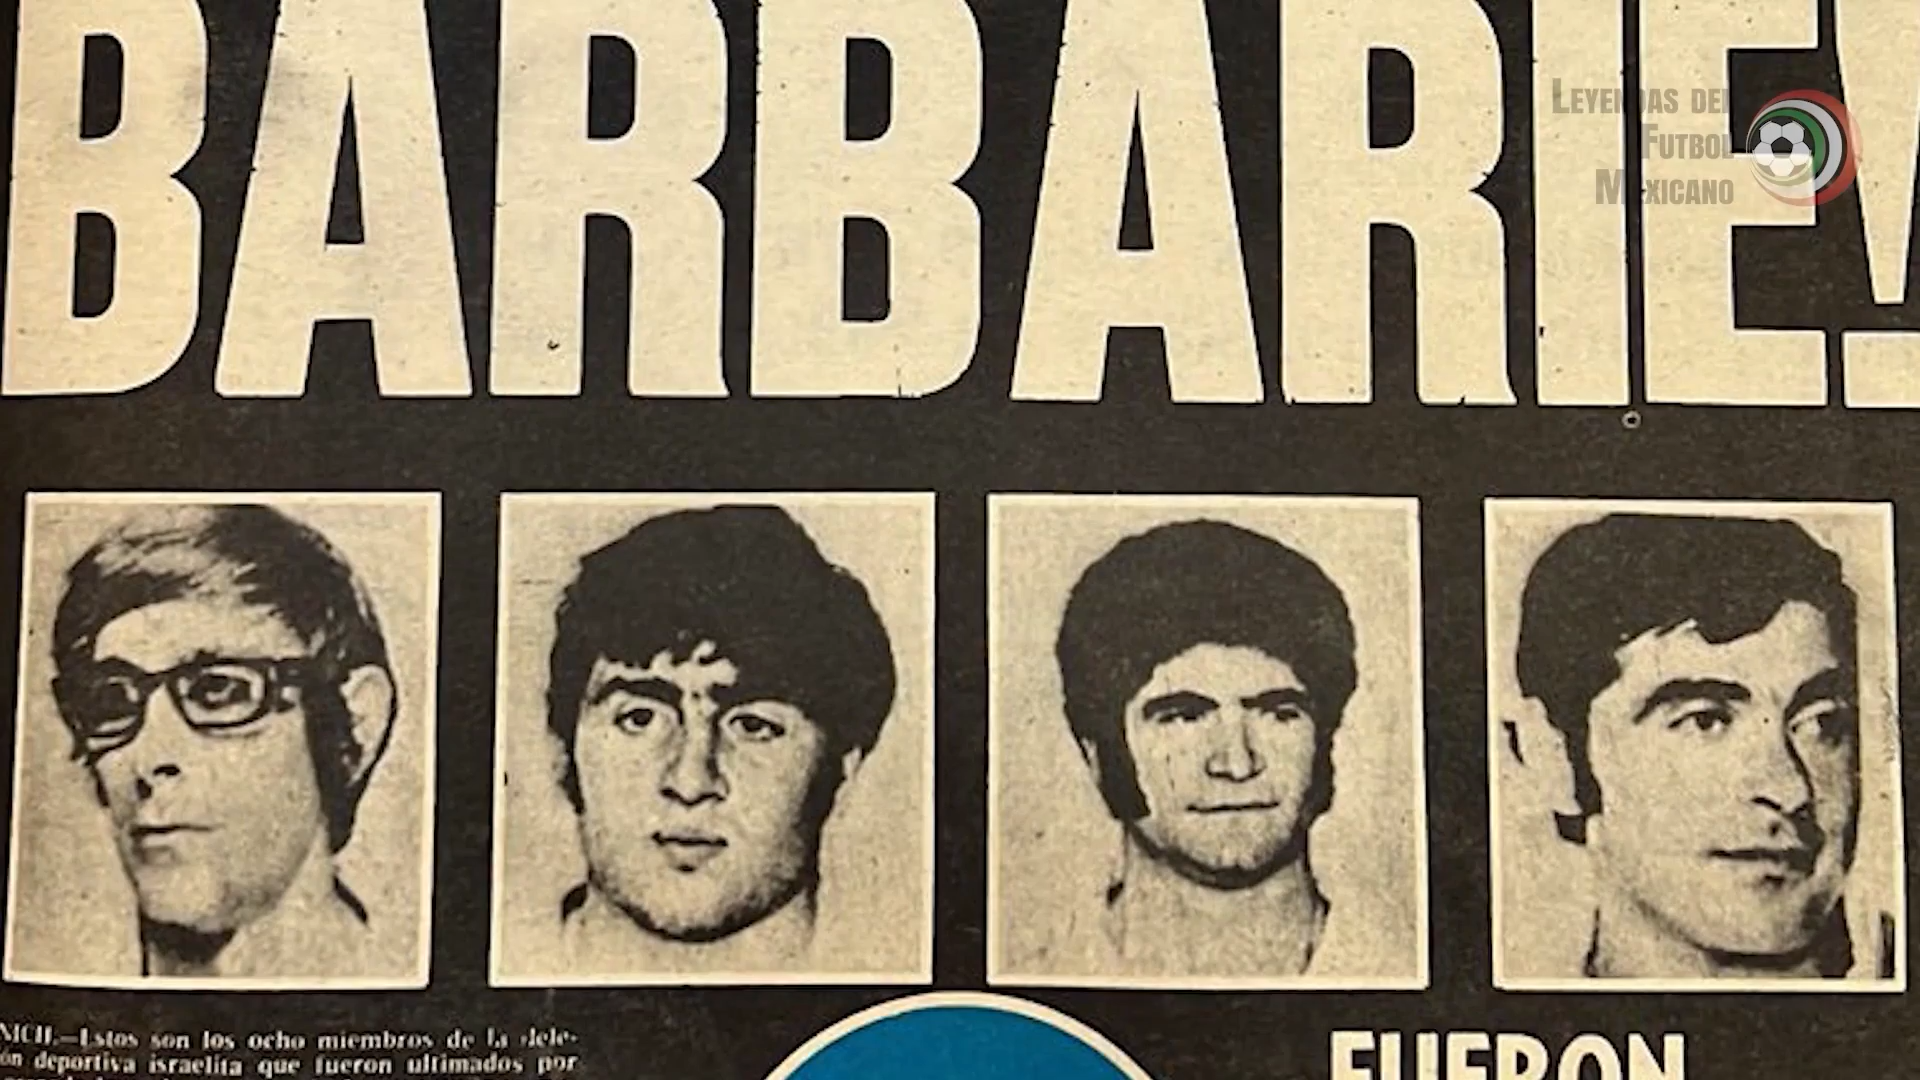 BARBARIE!
LEYENDAS DEL
FUTBOL
MEXICANO
NICH.—Estos son los ocho miembros de la dele-
ón deportiva israelita que fueron ultimados por
FUERON